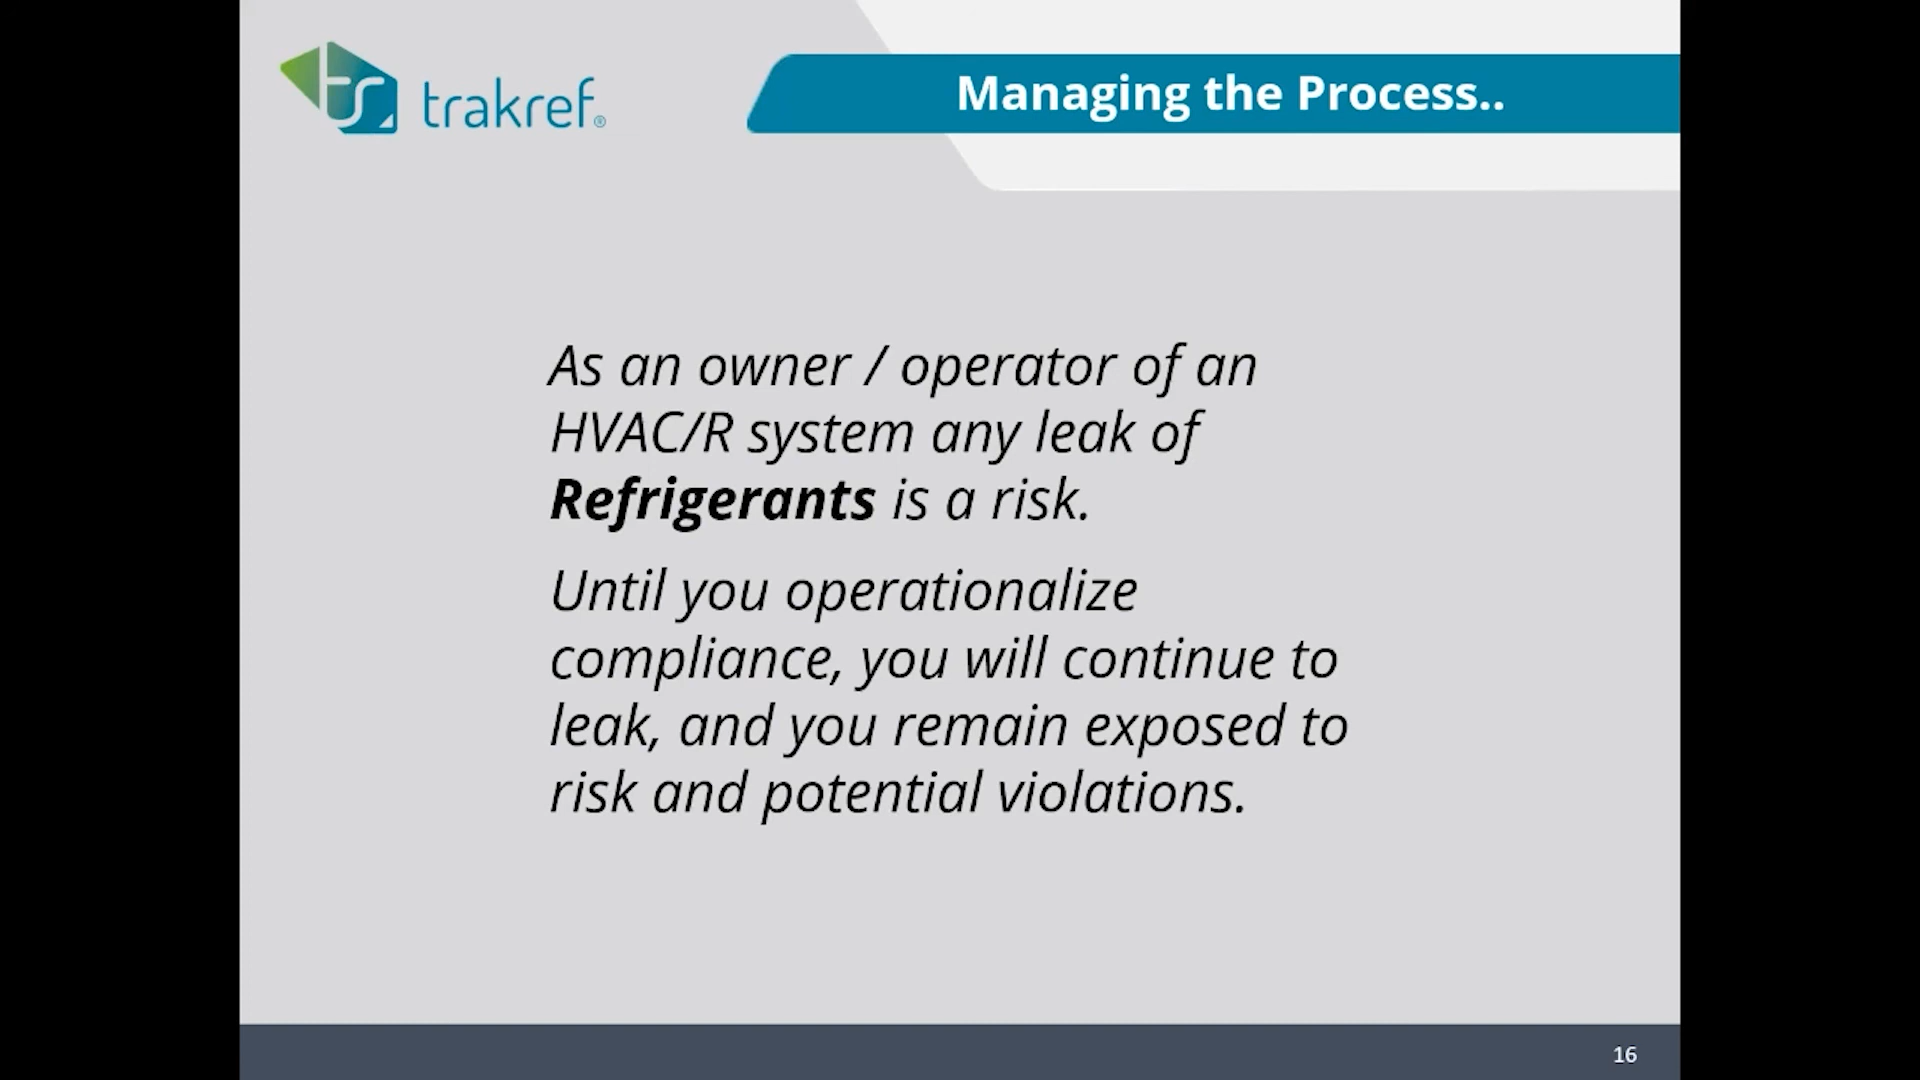 trakref®
Managing the Process..
As an owner / operator of an
HVAC/R system any leak of
Refrigerants is a risk.
Until you operationalize
compliance, you will continue to
leak, and you remain exposed to
risk and potential violations.
16